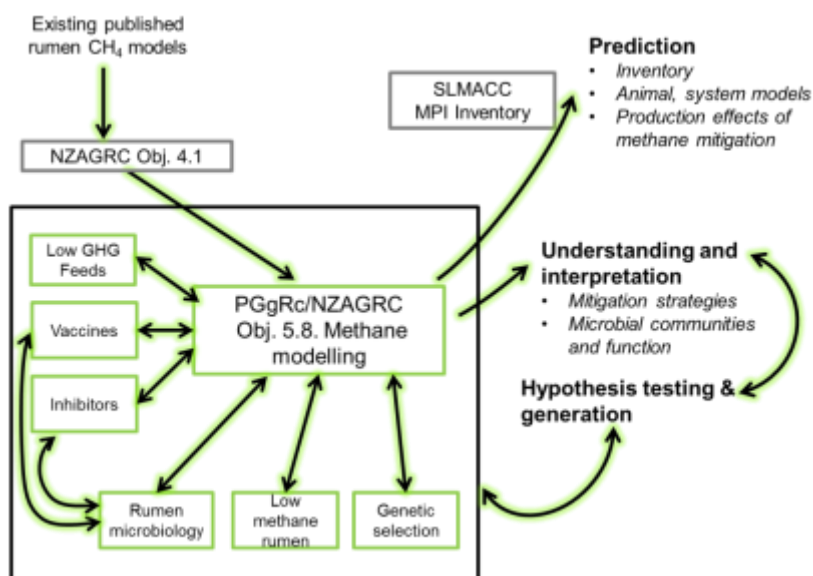 Existing published
rumen CH₄ models
NZAGRC Obj. 4.1
SLMACC
MPI Inventory
Prediction
• Inventory
• Animal, system models
• Production effects of
methane mitigation
Low GHG
Feeds
Vaccines
Inhibitors
PGgRc/NZAGRC
Obj. 5.8. Methane
modelling
Understanding and
interpretation
• Mitigation strategies
• Microbial communities
and function
Hypothesis testing &
generation
Rumen
microbiology
Low
methane
rumen
Genetic
selection